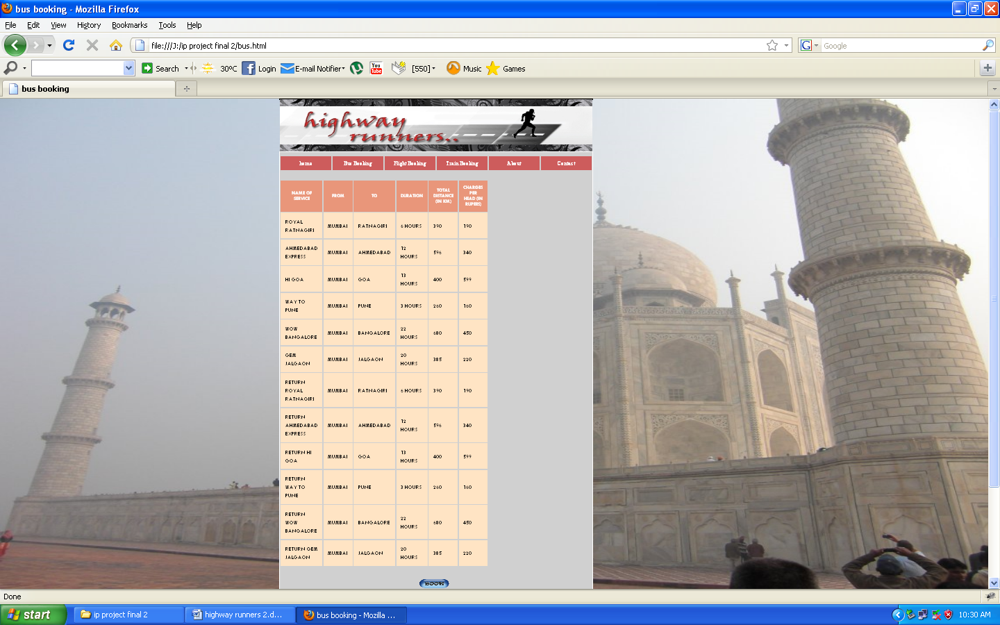 bus booking - Mozilla Firefox
File Edit View History Bookmarks Tools Help
file:///J:/ip project final 2/bus.html
Google
Search 30ºC Login E-mail Notifier You Tube [550] Music Games
bus booking
highway
runners..
home Bus Booking Flight Booking Train Booking About Contact
NAME OF SERVICE FROM TO DURATION TOTAL DISTANCE (IN KM) CHARGES PER HEAD (IN RUPEES)
ROYAL RATNAGIRI MUMBAI RATNAGIRI 6 HOURS 390 190
AHMEDABAD EXPRESS MUMBAI AHMEDABAD 12 HOURS 596 340
HI GOA MUMBAI GOA 13 HOURS 400 599
WAY TO PUNE MUMBAI PUNE 3 HOURS 260 160
WOW BANGALORE MUMBAI BANGALORE 22 HOURS 680 450
GEM JALGAON MUMBAI JALGAON 20 HOURS 385 220
RETURN ROYAL RATNAGIRI MUMBAI RATNAGIRI 6 HOURS 390 190
RETURN AHMEDABAD EXPRESS MUMBAI AHMEDABAD 12 HOURS 596 340
RETURN HI GOA MUMBAI GOA 13 HOURS 400 599
RETURN WAY TO PUNE MUMBAI PUNE 3 HOURS 260 160
RETURN WOW BANGALORE MUMBAI BANGALORE 22 HOURS 680 450
RETURN GEM JALGAON MUMBAI JALGAON 20 HOURS 385 220
BOOK
Done
start ip project final 2 highway runners 2.d... bus booking - Mozilla ... 10:30 AM